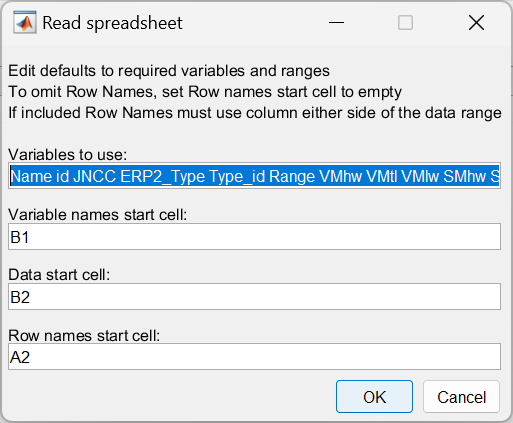 Read spreadsheet
Edit defaults to required variables and ranges
To omit Row Names, set Row names start cell to empty
If included Row Names must use column either side of the data range
Variables to use:
Name id JNCC ERP2_Type Type_id Range VMhw VMtl VMlw SMhw S
Variable names start cell:
B1
Data start cell:
B2
Row names start cell:
A2
OK Cancel